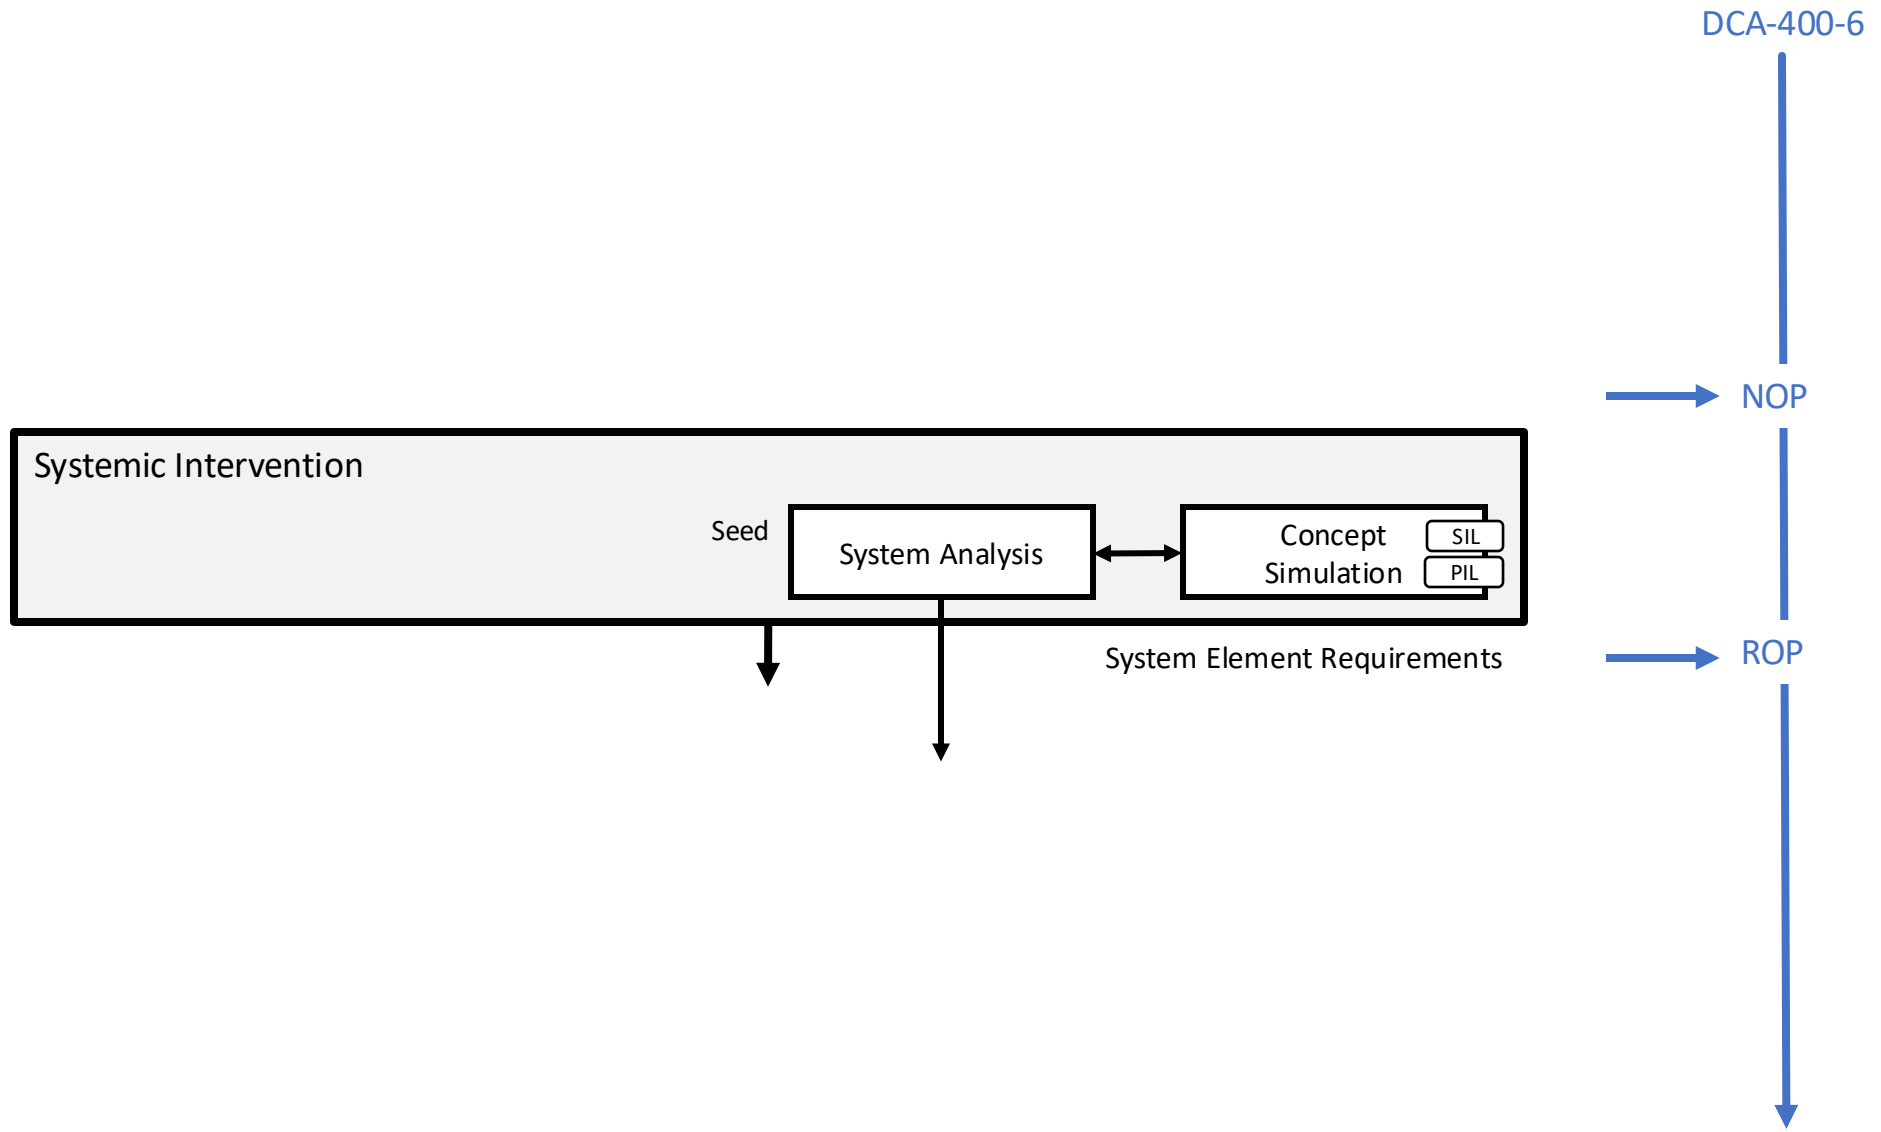 DCA-400-6
NOP
Systemic Intervention
Seed
System Analysis
Concept
Simulation
SIL
PIL
System Element Requirements
ROP